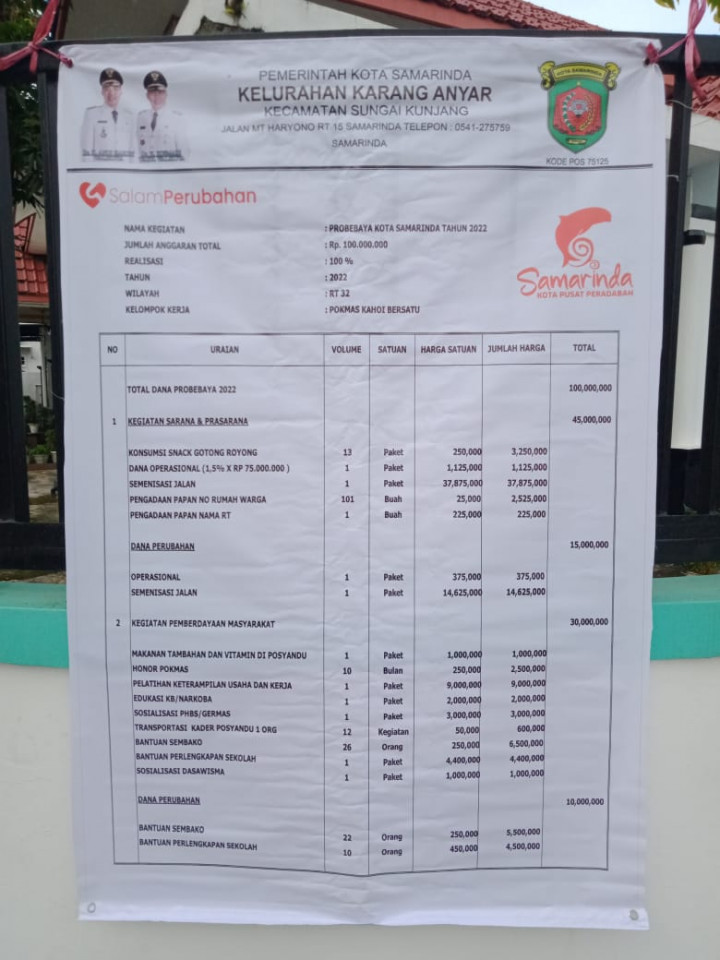 PEMERINTAH KOTA SAMARINDA
KELURAHAN KARANG ANYAR
KECAMATAN SUNGAI KUNJANG
JALAN MT HARYONO RT 15 SAMARINDA TELEPON : 0541-275759
SAMARINDA
KOTA SAMARINDA
KODE POS 75125
SalamPerubahan
NAMA KEGIATAN : PROBEBAYA KOTA SAMARINDA TAHUN 2022
JUMLAH ANGGARAN TOTAL : Rp. 100.000.000
REALISASI : 100 %
TAHUN : 2022
WILAYAH : RT 32
KELOMPOK KERJA : POKMAS KAHOI BERSATU
Samarinda
KOTA PUSAT PERADABAN
NO URAIAN VOLUME SATUAN HARGA SATUAN JUMLAH HARGA TOTAL
TOTAL DANA PROBEBAYA 2022 100,000,000
1 KEGIATAN SARANA & PRASARANA 45,000,000
KONSUMSI SNACK GOTONG ROYONG 13 Paket 250,000 3,250,000
DANA OPERASIONAL (1,5% X RP 75.000.000 ) 1 Paket 1,125,000 1,125,000
SEMENISASI JALAN 1 Paket 37,875,000 37,875,000
PENGADAAN PAPAN NO RUMAH WARGA 101 Buah 25,000 2,525,000
PENGADAAN PAPAN NAMA RT 1 Buah 225,000 225,000
DANA PERUBAHAN 15,000,000
OPERASIONAL 1 Paket 375,000 375,000
SEMENISASI JALAN 1 Paket 14,625,000 14,625,000
2 KEGIATAN PEMBERDAYAAN MASYARAKAT 30,000,000
MAKANAN TAMBAHAN DAN VITAMIN DI POSYANDU 1 Paket 1,000,000 1,000,000
HONOR POKMAS 10 Bulan 250,000 2,500,000
PELATIHAN KETERAMPILAN USAHA DAN KERJA 1 Paket 9,000,000 9,000,000
EDUKASI KB/NARKOBA 1 Paket 2,000,000 2,000,000
SOSIALISASI PHBS/GERMAS 1 Paket 3,000,000 3,000,000
TRANSPORTASI KADER POSYANDU 1 ORG 12 Kegiatan 50,000 600,000
BANTUAN SEMBAKO 26 Orang 250,000 6,500,000
BANTUAN PERLENGKAPAN SEKOLAH 1 Paket 4,400,000 4,400,000
SOSIALISASI DASAWISMA 1 Paket 1,000,000 1,000,000
DANA PERUBAHAN 10,000,000
BANTUAN SEMBAKO 22 Orang 250,000 5,500,000
BANTUAN PERLENGKAPAN SEKOLAH 10 Orang 450,000 4,500,000